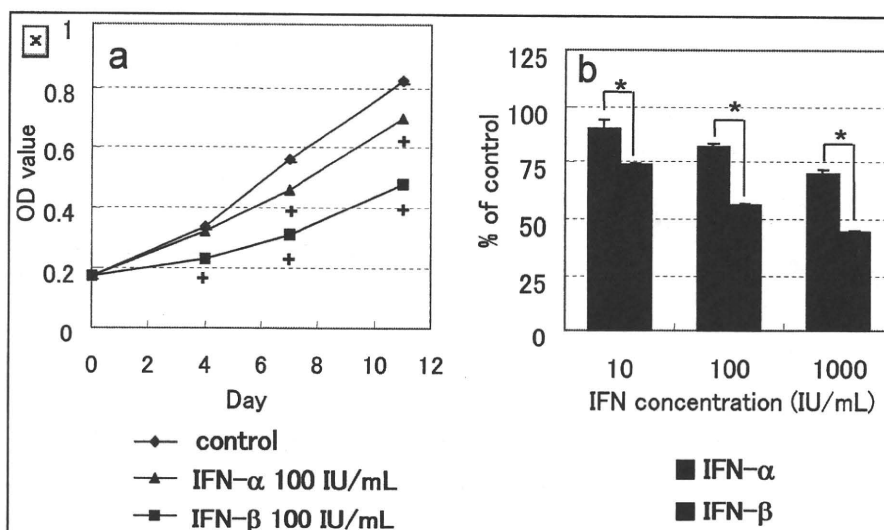 x
a
1
0.8
0.6
0.4
0.2
0
OD value
+
+
+
+
+
0 2 4 6 8 10 12
Day
control
IFN-α 100 IU/mL
IFN-β 100 IU/mL
b
125
100
75
50
25
0
% of control
*
*
*
10 100 1000
IFN concentration (IU/mL)
IFN-α
IFN-β